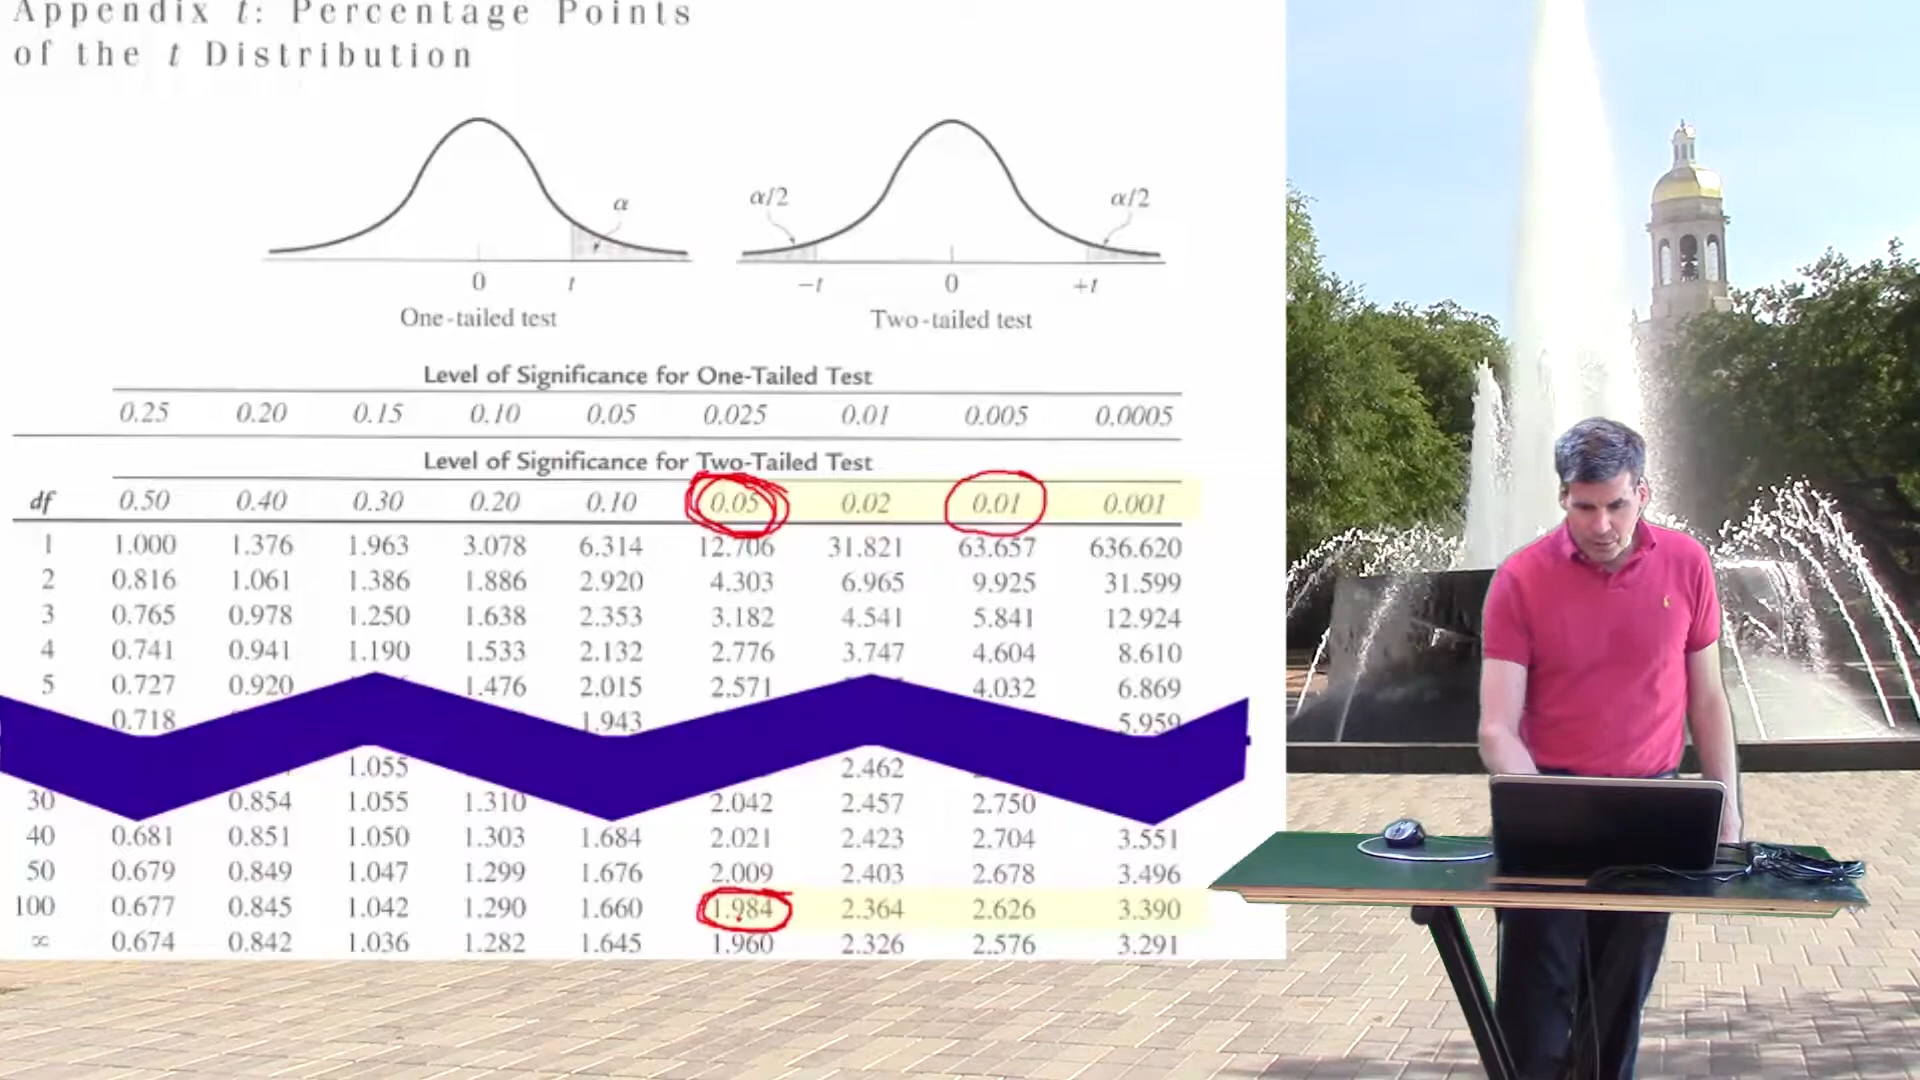 Appendix t: Percentage Points
of the t Distribution
α
0 t
One-tailed test
α/2 α/2
−t 0 +t
Two-tailed test
Level of Significance for One-Tailed Test
0.25 0.20 0.15 0.10 0.05 0.025 0.01 0.005 0.0005
Level of Significance for Two-Tailed Test
df 0.50 0.40 0.30 0.20 0.10 0.05 0.02 0.01 0.001
1 1.000 1.376 1.963 3.078 6.314 12.706 31.821 63.657 636.620
2 0.816 1.061 1.386 1.886 2.920 4.303 6.965 9.925 31.599
3 0.765 0.978 1.250 1.638 2.353 3.182 4.541 5.841 12.924
4 0.741 0.941 1.190 1.533 2.132 2.776 3.747 4.604 8.610
5 0.727 0.920 1.476 2.015 2.571 4.032 6.869
0.718 1.943 5.959
1.055 2.462
30 0.854 1.055 1.310 2.042 2.457 2.750
40 0.681 0.851 1.050 1.303 1.684 2.021 2.423 2.704 3.551
50 0.679 0.849 1.047 1.299 1.676 2.009 2.403 2.678 3.496
100 0.677 0.845 1.042 1.290 1.660 1.984 2.364 2.626 3.390
∞ 0.674 0.842 1.036 1.282 1.645 1.960 2.326 2.576 3.291